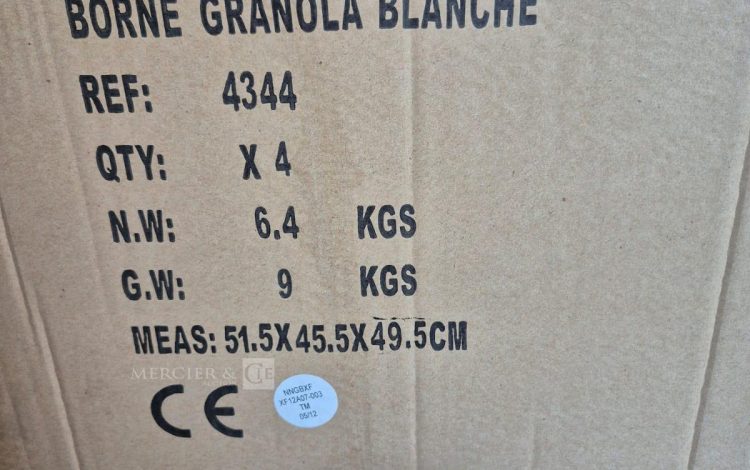 BORNE GRANOLA BLANCHE
REF: 4344
QTY: X 4
N.W: 6.4 KGS
G.W: 9 KGS
MEAS: 51.5X45.5X49.5CM
MERCIER & CIE
CE
NNGBXF
XF12A07-003
TM
05/12